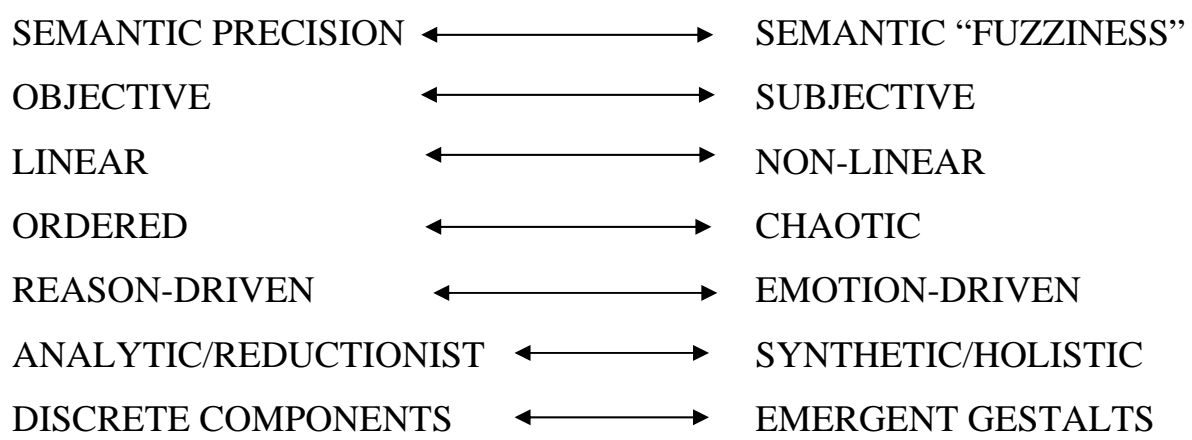 SEMANTIC PRECISION SEMANTIC “FUZZINESS”
OBJECTIVE SUBJECTIVE
LINEAR NON-LINEAR
ORDERED CHAOTIC
REASON-DRIVEN EMOTION-DRIVEN
ANALYTIC/REDUCTIONIST SYNTHETIC/HOLISTIC
DISCRETE COMPONENTS EMERGENT GESTALTS